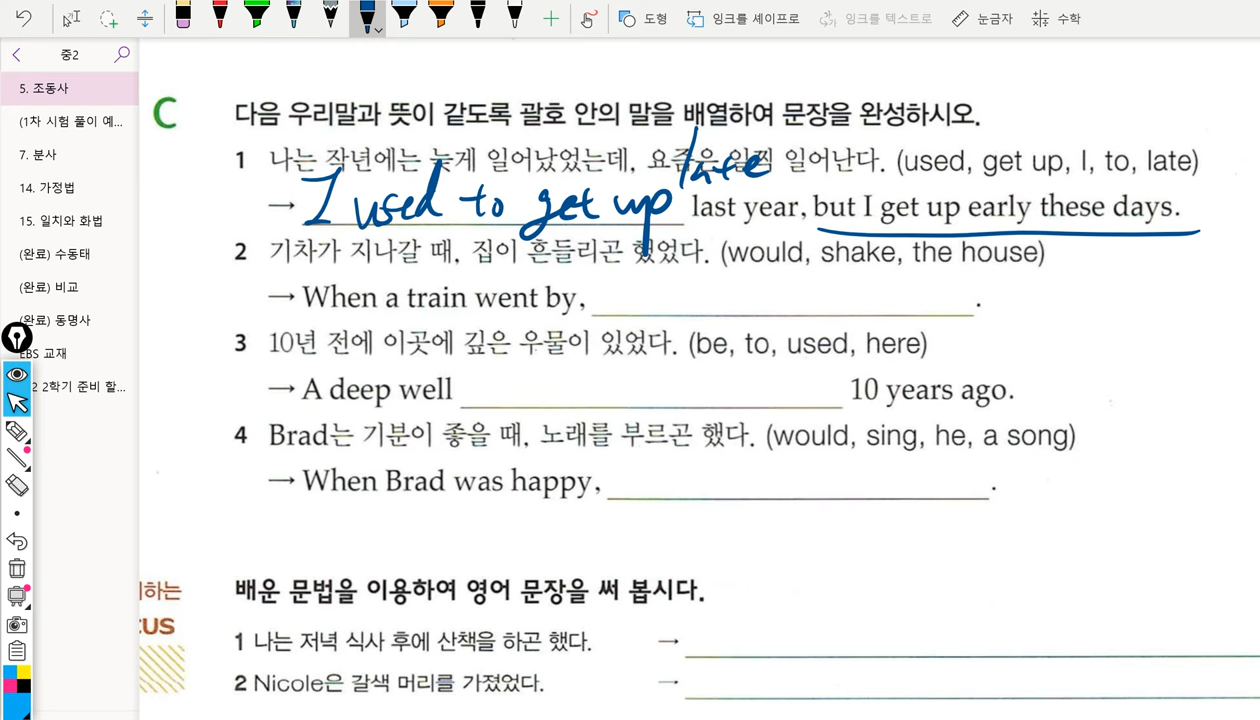 도형 잉크를 셰이프로 잉크를 텍스트로 눈금자 수학
중2
5. 조동사
(1차 시험 풀이 예...
7. 분사
14. 가정법
15. 일치와 화법
(완료) 수동태
(완료) 비교
(완료) 동명사
EBS 교재
2 2학기 준비 할...
C 다음 우리말과 뜻이 같도록 괄호 안의 말을 배열하여 문장을 완성하시오.
1 나는 작년에는 늦게 일어났었는데, 요즘은 일찍 일어난다. (used, get up, I, to, late)
→ I used to get up late last year, but I get up early these days.
2 기차가 지나갈 때, 집이 흔들리곤 했었다. (would, shake, the house)
→ When a train went by, .
3 10년 전에 이곳에 깊은 우물이 있었다. (be, to, used, here)
→ A deep well 10 years ago.
4 Brad는 기분이 좋을 때, 노래를 부르곤 했다. (would, sing, he, a song)
→ When Brad was happy, .
하는
cus
배운 문법을 이용하여 영어 문장을 써 봅시다.
1 나는 저녁 식사 후에 산책을 하곤 했다. →
2 Nicole은 갈색 머리를 가졌었다. →